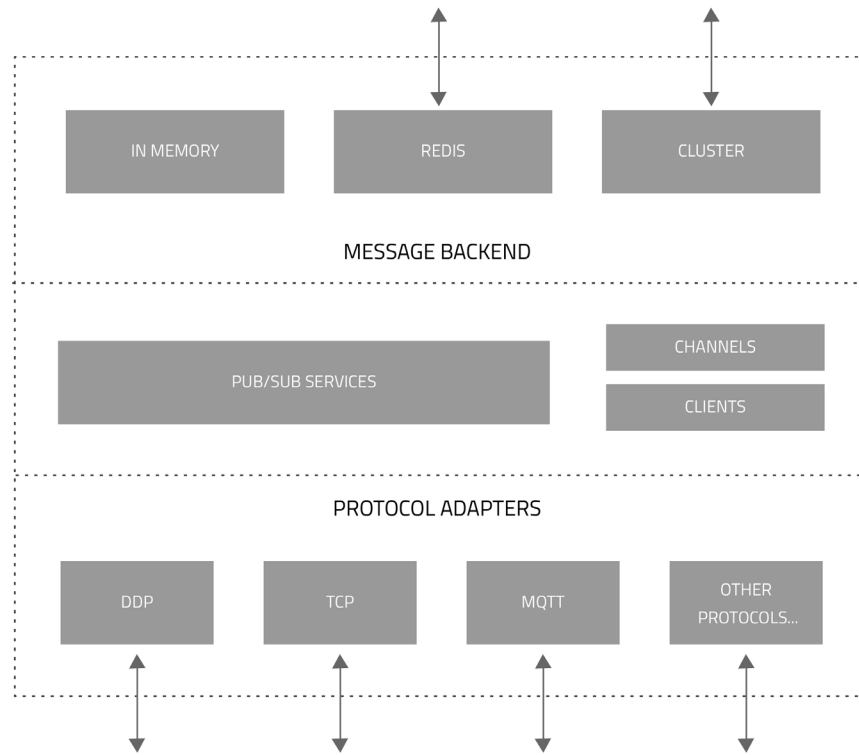 IN MEMORY
REDIS
CLUSTER
MESSAGE BACKEND
PUB/SUB SERVICES
CHANNELS
CLIENTS
PROTOCOL ADAPTERS
DDP
TCP
MQTT
OTHER
PROTOCOLS...